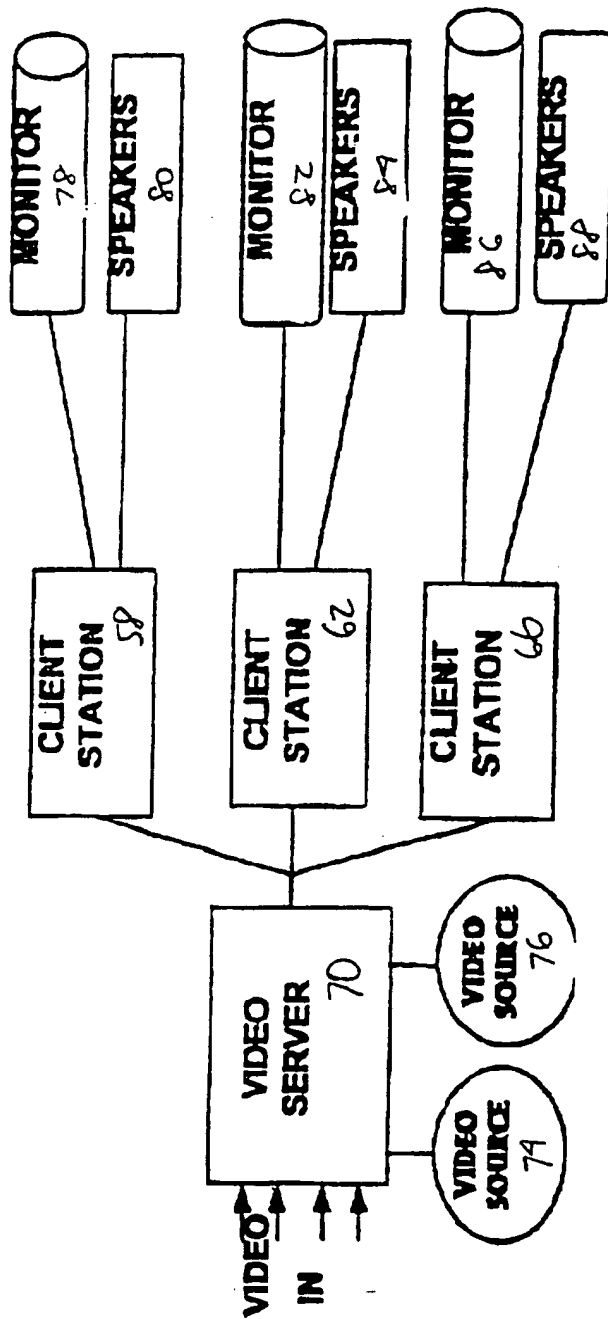 VIDEO
IN
VIDEO
SERVER
70
VIDEO
SOURCE
74
VIDEO
SOURCE
76
CLIENT
STATION
58
CLIENT
STATION
62
CLIENT
STATION
66
MONITOR
78
SPEAKERS
80
MONITOR
28
SPEAKERS
84
MONITOR
86
SPEAKERS
88